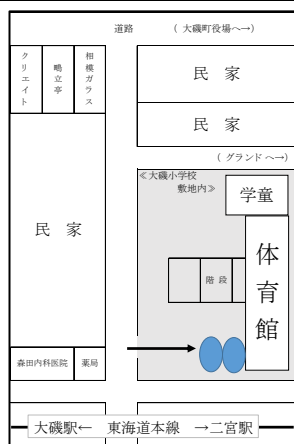 道路 （ 大磯町役場へ→）
クリエイト
鴫立亭
相模ガラス
民 家
民 家
（ グランド へ→）
≪大磯小学校
敷地内≫
学童
民 家
体育館
階段
森田内科医院
薬局
大磯駅← 東海道本線 →二宮駅